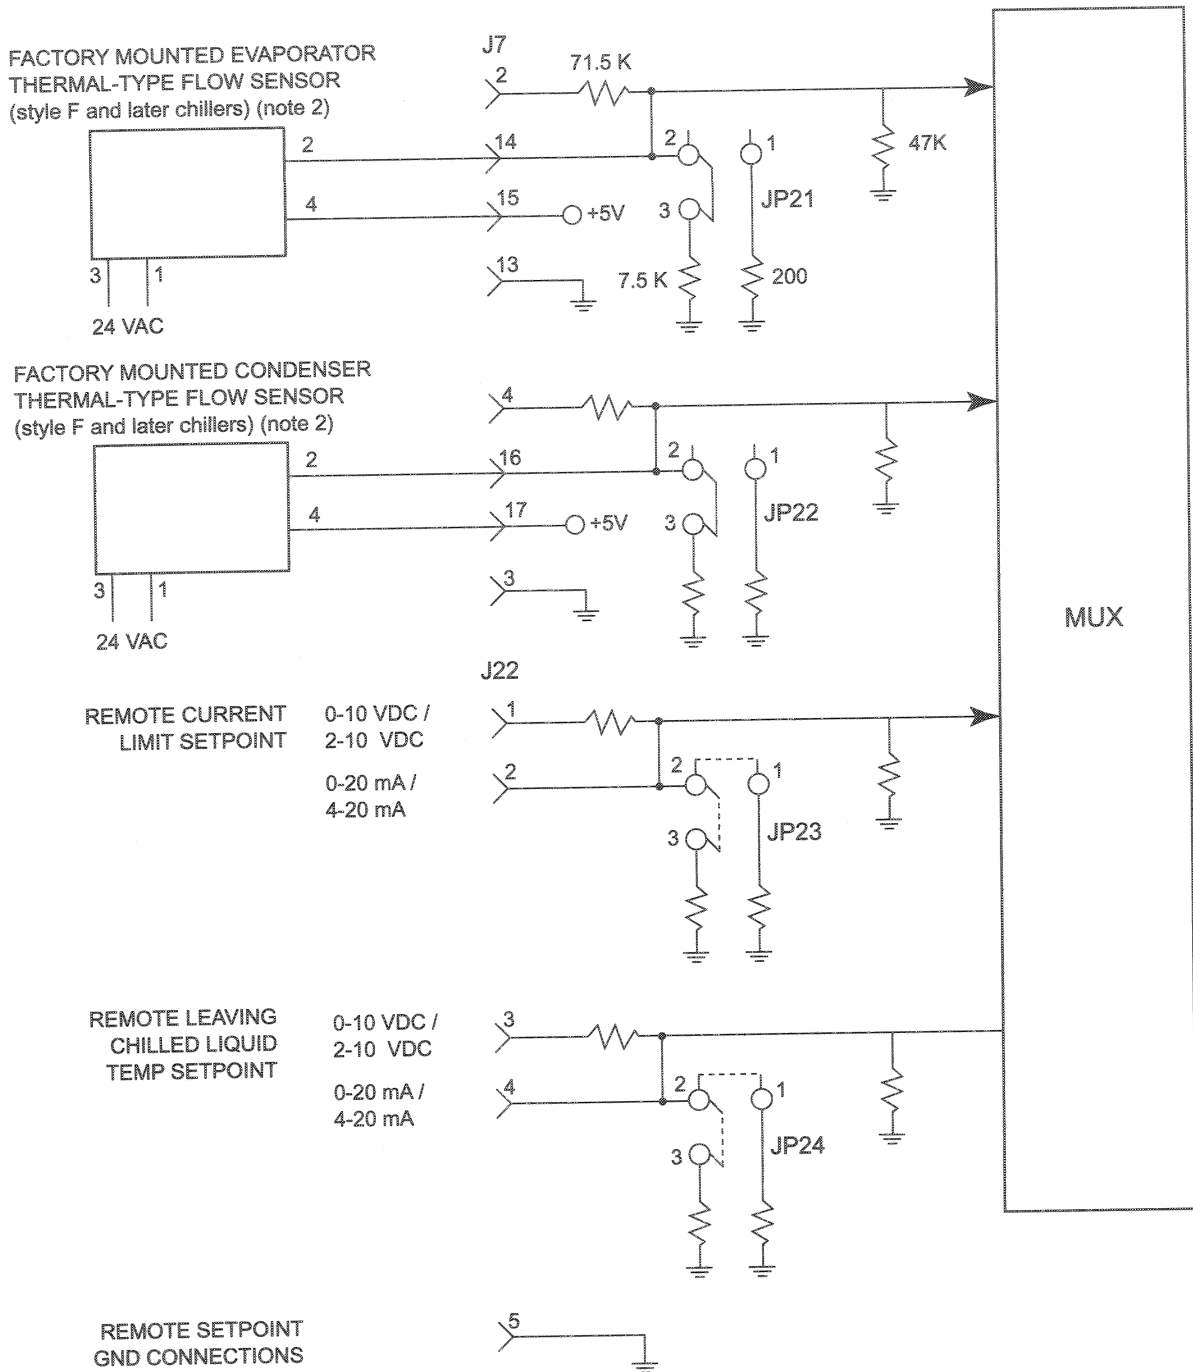 FACTORY MOUNTED EVAPORATOR
THERMAL-TYPE FLOW SENSOR
(style F and later chillers) (note 2)
J7
2
71.5 K
2
14
2
1
47K
4
15
+5V
3
JP21
3
1
13
7.5 K
200
24 VAC
FACTORY MOUNTED CONDENSER
THERMAL-TYPE FLOW SENSOR
(style F and later chillers) (note 2)
4
2
16
2
1
4
17
+5V
3
JP22
3
1
3
24 VAC
MUX
J22
REMOTE CURRENT
LIMIT SETPOINT
0-10 VDC /
2-10 VDC
1
0-20 mA /
4-20 mA
2
2
1
3
JP23
REMOTE LEAVING
CHILLED LIQUID
TEMP SETPOINT
0-10 VDC /
2-10 VDC
3
0-20 mA /
4-20 mA
4
2
1
3
JP24
REMOTE SETPOINT
GND CONNECTIONS
5